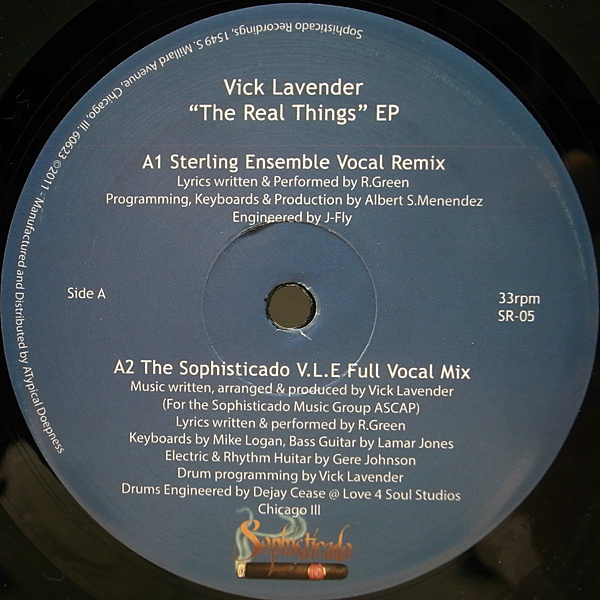 Vick Lavender
“The Real Things” EP
A1 Sterling Ensemble Vocal Remix
Lyrics written & Performed by R.Green
Programming, Keyboards & Production by Albert S.Menendez
Engineered by J-Fly
Side A
33rpm
SR-05
A2 The Sophisticado V.L.E Full Vocal Mix
Music written, arranged & produced by Vick Lavender
(For the Sophisticado Music Group ASCAP)
Lyrics written & performed by R.Green
Keyboards by Mike Logan, Bass Guitar by Lamar Jones
Electric & Rhythm Huitar by Gere Johnson
Drum programming by Vick Lavender
Drums Engineered by Dejay Cease @ Love 4 Soul Studios
Chicago Ill
Sophisticado
Sophisticado Recordings, 1549 S. Millard Avenue, Chicago, Ill, 60623 ©2011 - Manufactured and Distributed by ATypical Doepness